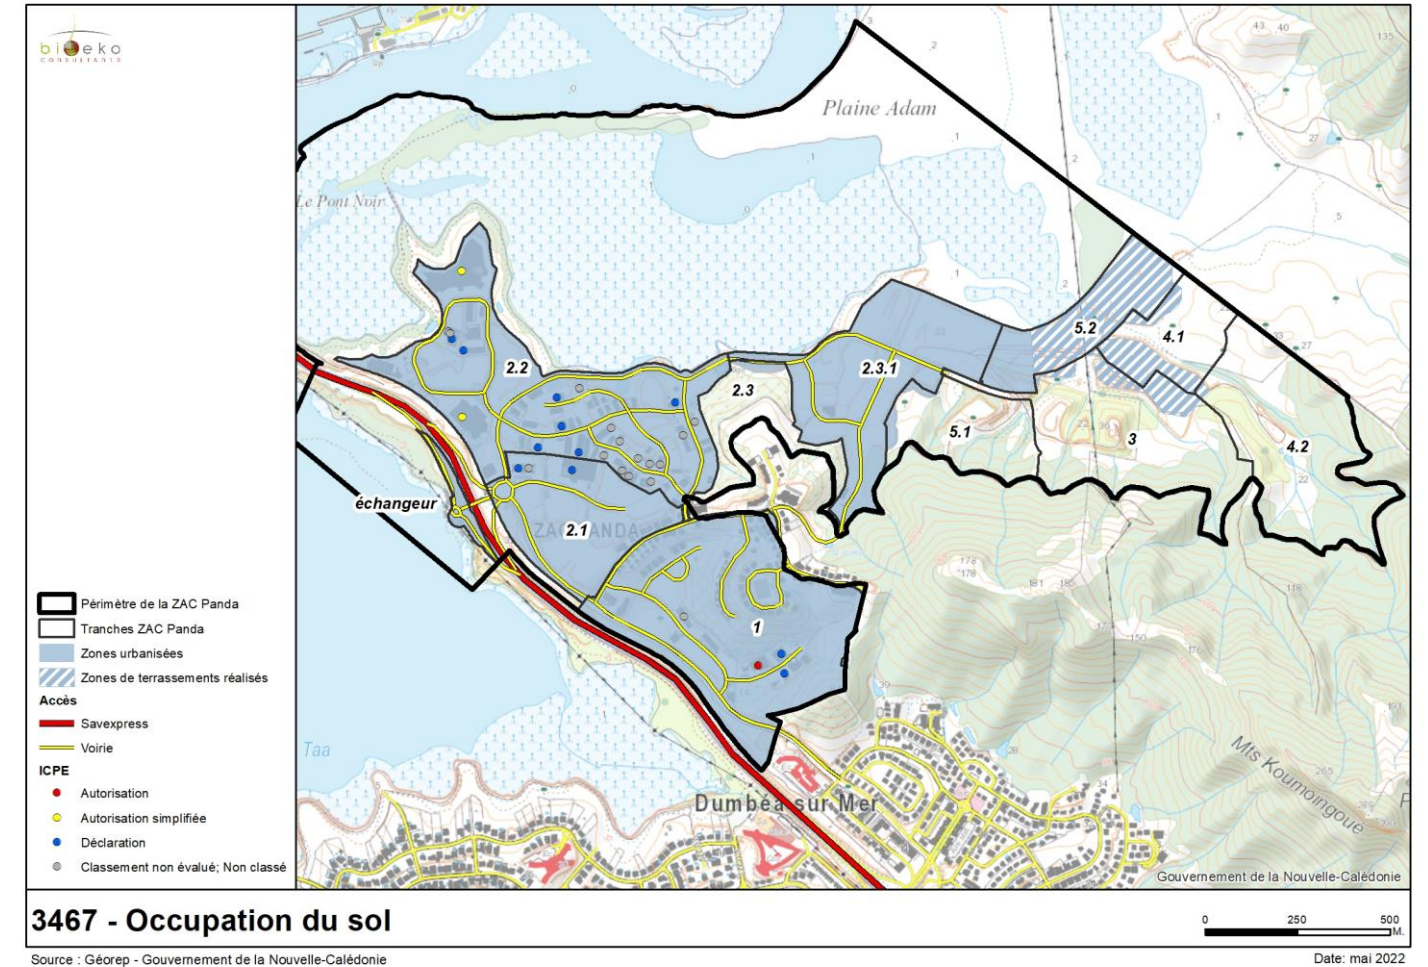 bioeko
CONSULTANTS
Périmètre de la ZAC Panda
Tranches ZAC Panda
Zones urbanisées
Zones de terrassements réalisés
Accès
Savexpress
Voirie
ICPE
Autorisation
Autorisation simplifiée
Déclaration
Classement non évalué; Non classé
Plaine Adam
Le Pont Noir
2.2
2.3
2.3.1
5.2
4.1
5.1
3
4.2
échangeur
ZAC PANDA
2.1
1
Taa
Dumbéa sur Mer
Mts Koumoingoué
Gouvernement de la Nouvelle-Calédonie
3467 - Occupation du sol
0 250 500
M.
Source : Géorep - Gouvernement de la Nouvelle-Calédonie
Date: mai 2022